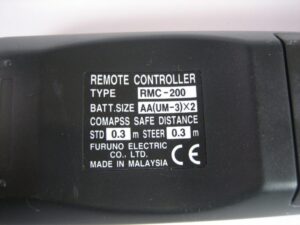 REMOTE CONTROLLER
TYPE RMC-200
BATT.SIZE AA(UM-3)×2
COMAPSS SAFE DISTANCE
STD 0.3 m STEER 0.3 m
FURUNO ELECTRIC
CO., LTD.
MADE IN MALAYSIA CE